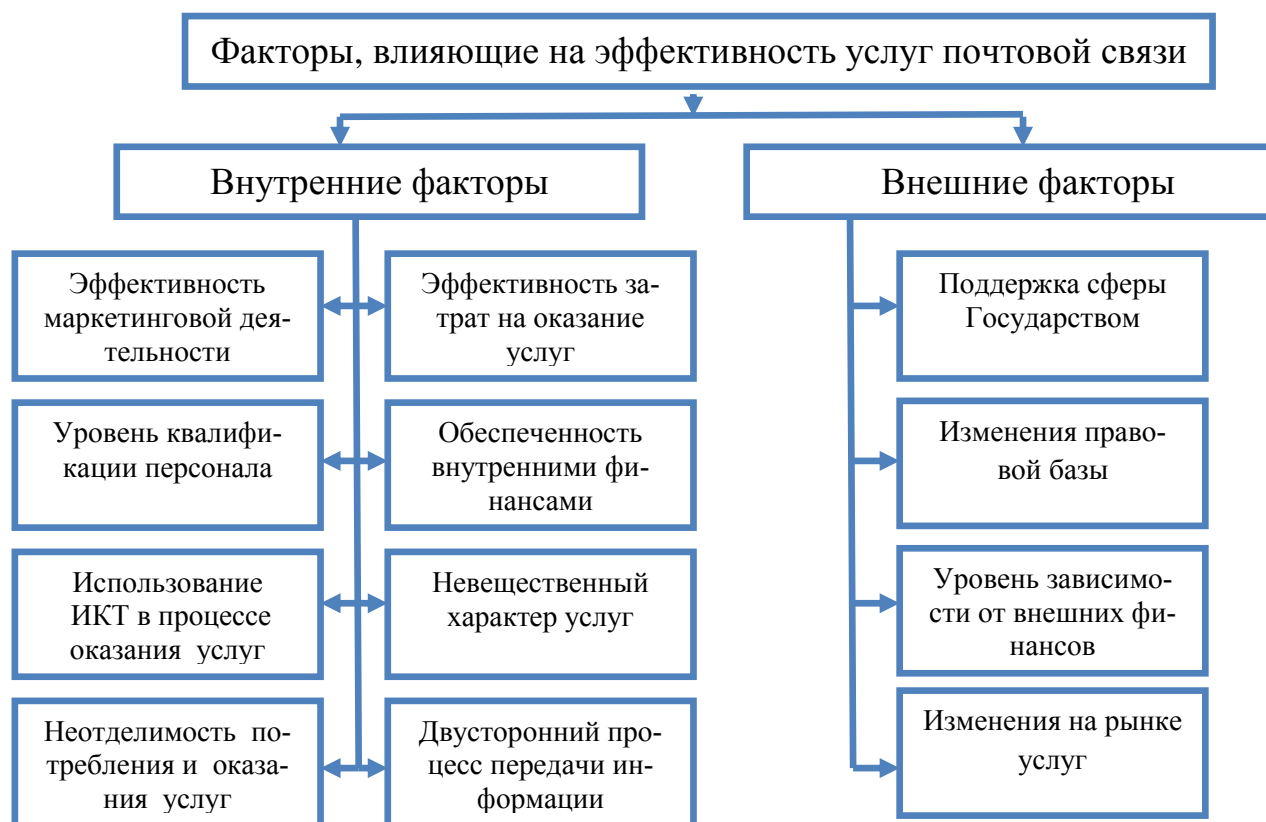 Факторы, влияющие на эффективность услуг почтовой связи
Внутренние факторы
Внешние факторы
Эффективность
маркетинговой дея-
тельности
Эффективность за-
трат на оказание
услуг
Поддержка сферы
Государством
Уровень квалифи-
кации персонала
Обеспеченность
внутренними фи-
нансами
Изменения право-
вой базы
Использование
ИКТ в процессе
оказания услуг
Невещественный
характер услуг
Уровень зависимо-
сти от внешних фи-
нансов
Неотделимость по-
требления и оказа-
ния услуг
Двусторонний про-
цесс передачи ин-
формации
Изменения на рынке
услуг